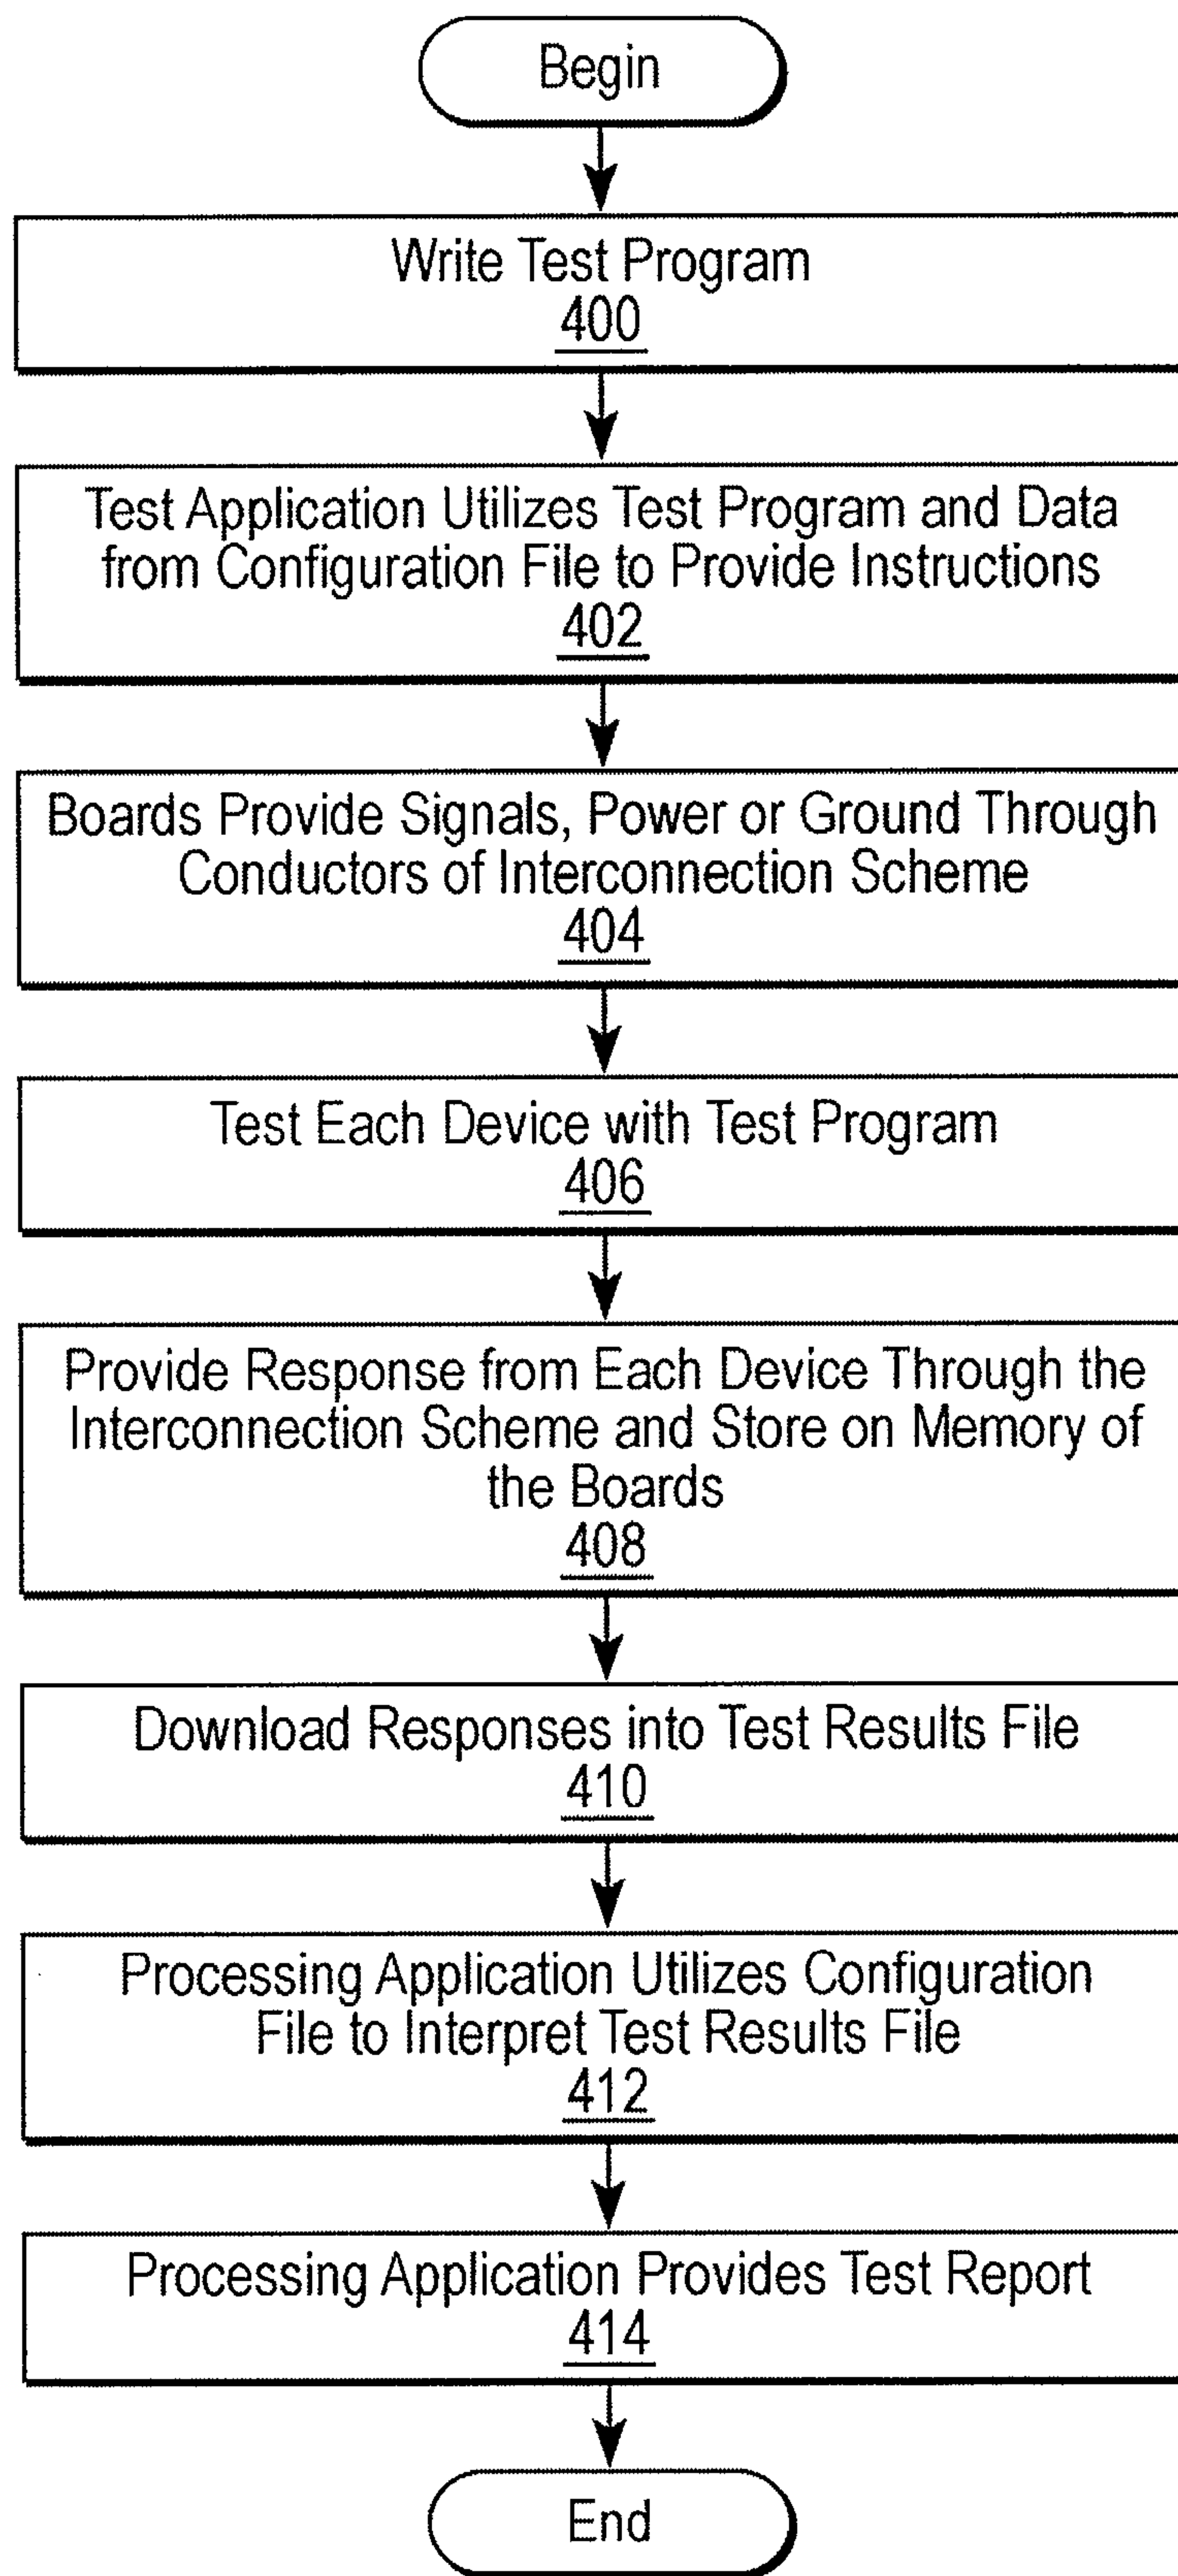 Begin
Write Test Program
400
Test Application Utilizes Test Program and Data
from Configuration File to Provide Instructions
402
Boards Provide Signals, Power or Ground Through
Conductors of Interconnection Scheme
404
Test Each Device with Test Program
406
Provide Response from Each Device Through the
Interconnection Scheme and Store on Memory of
the Boards
408
Download Responses into Test Results File
410
Processing Application Utilizes Configuration
File to Interpret Test Results File
412
Processing Application Provides Test Report
414
End